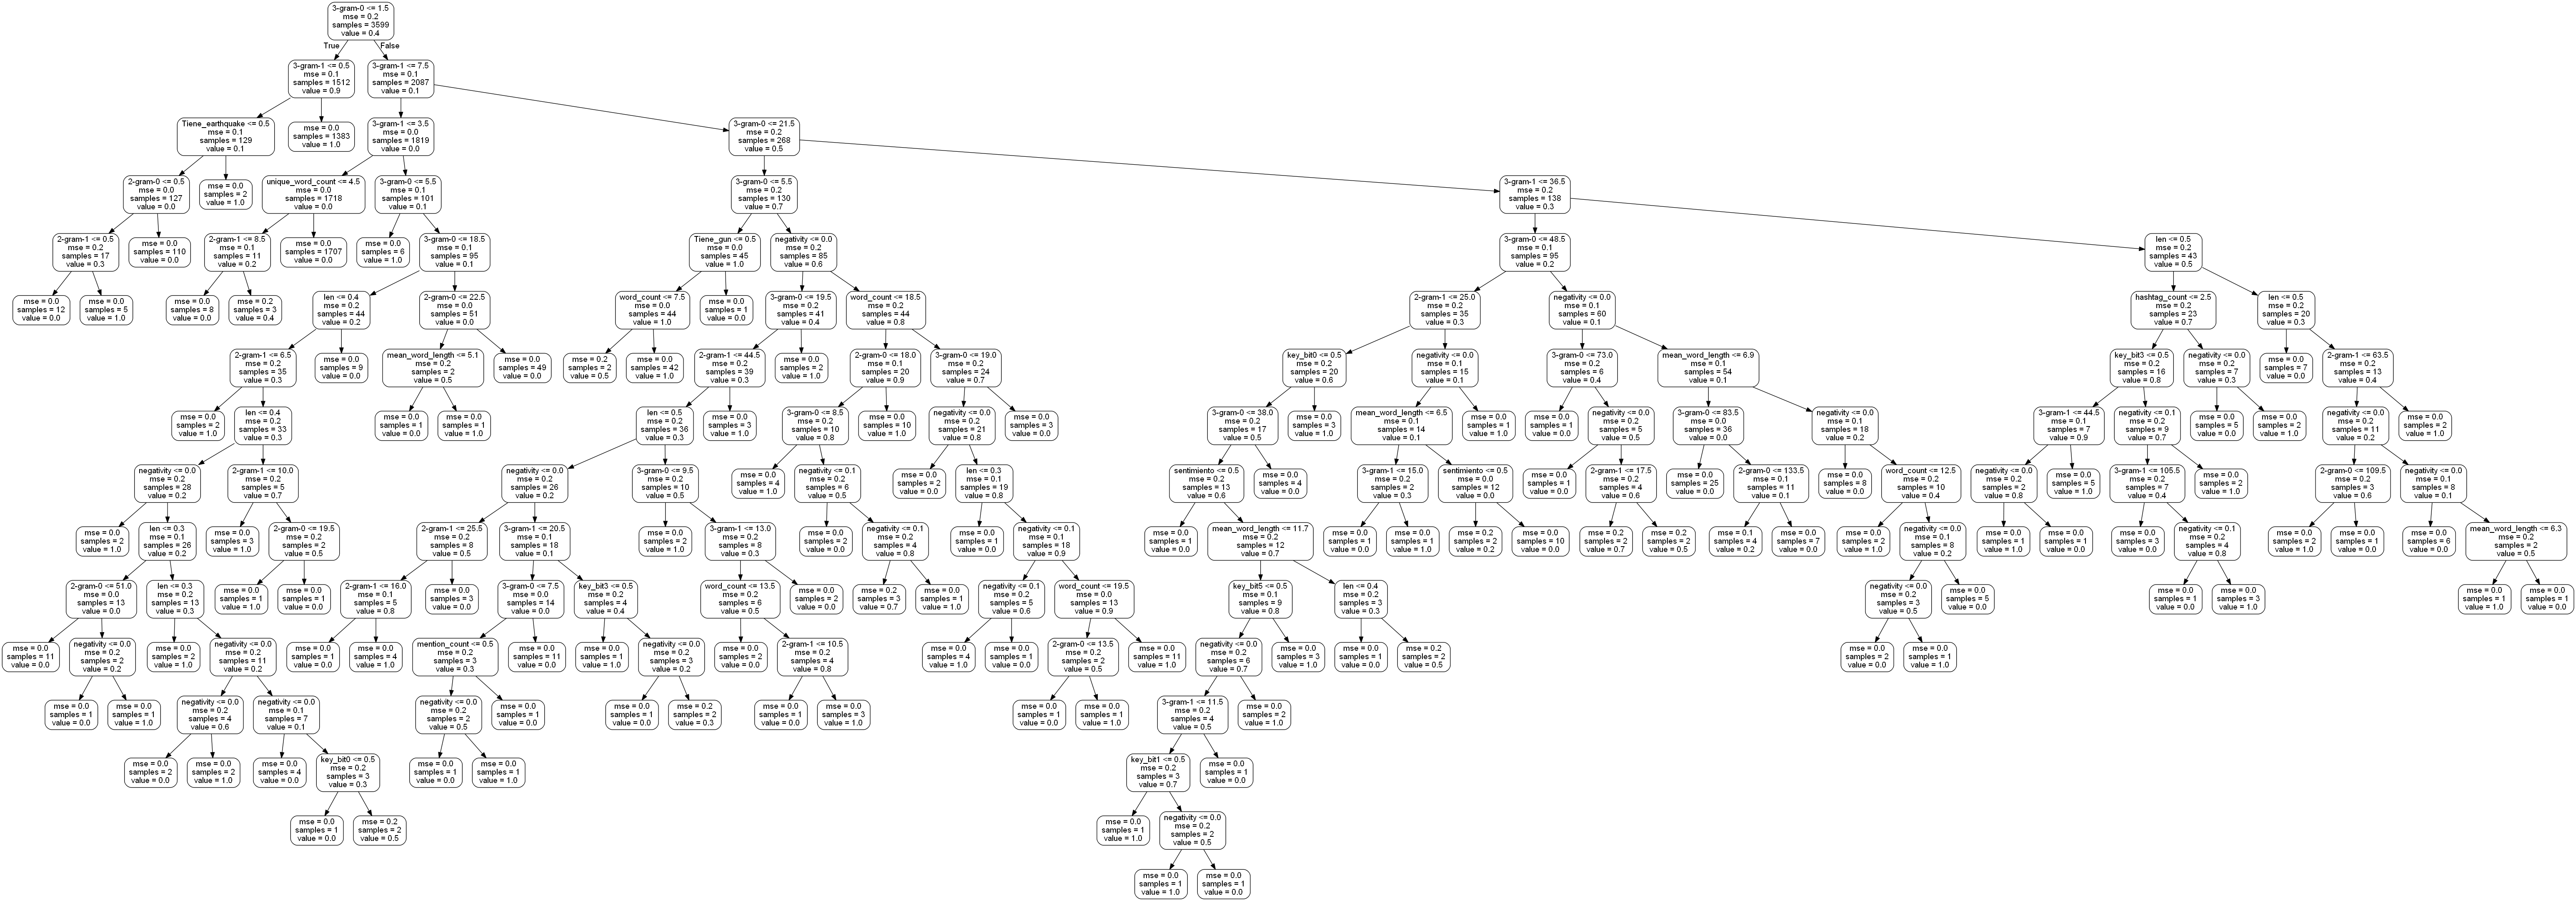 3-gram-0 <= 1.5
mse = 0.2
samples = 3599
value = 0.4
True
False
3-gram-1 <= 0.5
mse = 0.1
samples = 1512
value = 0.9
3-gram-1 <= 7.5
mse = 0.1
samples = 2087
value = 0.1
Tiene_earthquake <= 0.5
mse = 0.1
samples = 129
value = 0.1
mse = 0.0
samples = 1383
value = 1.0
3-gram-1 <= 3.5
mse = 0.0
samples = 1819
value = 0.0
3-gram-0 <= 21.5
mse = 0.2
samples = 268
value = 0.5
2-gram-0 <= 0.5
mse = 0.0
samples = 127
value = 0.0
mse = 0.0
samples = 2
value = 1.0
unique_word_count <= 4.5
mse = 0.0
samples = 1718
value = 0.0
3-gram-0 <= 5.5
mse = 0.1
samples = 101
value = 0.1
3-gram-0 <= 5.5
mse = 0.2
samples = 130
value = 0.7
3-gram-1 <= 36.5
mse = 0.2
samples = 138
value = 0.3
2-gram-1 <= 0.5
mse = 0.2
samples = 17
value = 0.3
mse = 0.0
samples = 110
value = 0.0
2-gram-1 <= 8.5
mse = 0.1
samples = 11
value = 0.2
mse = 0.0
samples = 1707
value = 0.0
mse = 0.0
samples = 6
value = 1.0
3-gram-0 <= 18.5
mse = 0.1
samples = 95
value = 0.1
Tiene_gun <= 0.5
mse = 0.0
samples = 45
value = 1.0
negativity <= 0.0
mse = 0.2
samples = 85
value = 0.6
3-gram-0 <= 48.5
mse = 0.1
samples = 95
value = 0.2
len <= 0.5
mse = 0.2
samples = 43
value = 0.5
mse = 0.0
samples = 12
value = 0.0
mse = 0.0
samples = 5
value = 1.0
mse = 0.0
samples = 8
value = 0.0
mse = 0.2
samples = 3
value = 0.4
len <= 0.4
mse = 0.2
samples = 44
value = 0.2
2-gram-0 <= 22.5
mse = 0.0
samples = 51
value = 0.0
word_count <= 7.5
mse = 0.0
samples = 44
value = 1.0
mse = 0.0
samples = 1
value = 0.0
3-gram-0 <= 19.5
mse = 0.2
samples = 41
value = 0.4
word_count <= 18.5
mse = 0.2
samples = 44
value = 0.8
2-gram-1 <= 25.0
mse = 0.2
samples = 35
value = 0.3
negativity <= 0.0
mse = 0.1
samples = 60
value = 0.1
hashtag_count <= 2.5
mse = 0.2
samples = 23
value = 0.7
len <= 0.5
mse = 0.2
samples = 20
value = 0.3
2-gram-1 <= 6.5
mse = 0.2
samples = 35
value = 0.3
mse = 0.0
samples = 9
value = 0.0
mean_word_length <= 5.1
mse = 0.2
samples = 2
value = 0.5
mse = 0.0
samples = 49
value = 0.0
mse = 0.2
samples = 2
value = 0.5
mse = 0.0
samples = 42
value = 1.0
2-gram-1 <= 44.5
mse = 0.2
samples = 39
value = 0.3
mse = 0.0
samples = 2
value = 1.0
2-gram-0 <= 18.0
mse = 0.1
samples = 20
value = 0.9
3-gram-0 <= 19.0
mse = 0.2
samples = 24
value = 0.7
key_bit0 <= 0.5
mse = 0.2
samples = 20
value = 0.6
negativity <= 0.0
mse = 0.1
samples = 15
value = 0.1
3-gram-0 <= 73.0
mse = 0.2
samples = 6
value = 0.4
mean_word_length <= 6.9
mse = 0.1
samples = 54
value = 0.1
key_bit3 <= 0.5
mse = 0.2
samples = 16
value = 0.8
negativity <= 0.0
mse = 0.2
samples = 7
value = 0.3
mse = 0.0
samples = 7
value = 0.0
2-gram-1 <= 63.5
mse = 0.2
samples = 13
value = 0.4
mse = 0.0
samples = 2
value = 1.0
len <= 0.4
mse = 0.2
samples = 33
value = 0.3
mse = 0.0
samples = 1
value = 0.0
mse = 0.0
samples = 1
value = 1.0
len <= 0.5
mse = 0.2
samples = 36
value = 0.3
mse = 0.0
samples = 3
value = 1.0
3-gram-0 <= 8.5
mse = 0.2
samples = 10
value = 0.8
mse = 0.0
samples = 10
value = 1.0
negativity <= 0.0
mse = 0.2
samples = 21
value = 0.8
mse = 0.0
samples = 3
value = 0.0
3-gram-0 <= 38.0
mse = 0.2
samples = 17
value = 0.5
mse = 0.0
samples = 3
value = 1.0
mean_word_length <= 6.5
mse = 0.1
samples = 14
value = 0.1
mse = 0.0
samples = 1
value = 1.0
mse = 0.0
samples = 1
value = 0.0
negativity <= 0.0
mse = 0.2
samples = 5
value = 0.5
3-gram-0 <= 83.5
mse = 0.0
samples = 36
value = 0.0
negativity <= 0.0
mse = 0.1
samples = 18
value = 0.2
3-gram-1 <= 44.5
mse = 0.1
samples = 7
value = 0.9
negativity <= 0.1
mse = 0.2
samples = 9
value = 0.7
mse = 0.0
samples = 5
value = 0.0
mse = 0.0
samples = 2
value = 1.0
negativity <= 0.0
mse = 0.2
samples = 11
value = 0.2
mse = 0.0
samples = 2
value = 1.0
negativity <= 0.0
mse = 0.2
samples = 28
value = 0.2
2-gram-1 <= 10.0
mse = 0.2
samples = 5
value = 0.7
negativity <= 0.0
mse = 0.2
samples = 26
value = 0.2
3-gram-0 <= 9.5
mse = 0.2
samples = 10
value = 0.5
mse = 0.0
samples = 4
value = 1.0
negativity <= 0.1
mse = 0.2
samples = 6
value = 0.5
mse = 0.0
samples = 2
value = 0.0
len <= 0.3
mse = 0.1
samples = 19
value = 0.8
sentimiento <= 0.5
mse = 0.2
samples = 13
value = 0.6
mse = 0.0
samples = 4
value = 0.0
3-gram-1 <= 15.0
mse = 0.2
samples = 2
value = 0.3
sentimiento <= 0.5
mse = 0.0
samples = 12
value = 0.0
mse = 0.0
samples = 1
value = 0.0
2-gram-1 <= 17.5
mse = 0.2
samples = 4
value = 0.6
mse = 0.0
samples = 25
value = 0.0
2-gram-0 <= 133.5
mse = 0.1
samples = 11
value = 0.1
mse = 0.0
samples = 8
value = 0.0
word_count <= 12.5
mse = 0.2
samples = 10
value = 0.4
negativity <= 0.0
mse = 0.2
samples = 2
value = 0.8
mse = 0.0
samples = 5
value = 1.0
3-gram-1 <= 105.5
mse = 0.2
samples = 7
value = 0.4
mse = 0.0
samples = 2
value = 1.0
2-gram-0 <= 109.5
mse = 0.2
samples = 3
value = 0.6
negativity <= 0.0
mse = 0.1
samples = 8
value = 0.1
mse = 0.0
samples = 2
value = 1.0
len <= 0.3
mse = 0.1
samples = 26
value = 0.2
mse = 0.0
samples = 3
value = 1.0
2-gram-0 <= 19.5
mse = 0.2
samples = 2
value = 0.5
2-gram-1 <= 25.5
mse = 0.2
samples = 8
value = 0.5
3-gram-1 <= 20.5
mse = 0.1
samples = 18
value = 0.1
mse = 0.0
samples = 2
value = 1.0
3-gram-1 <= 13.0
mse = 0.2
samples = 8
value = 0.3
mse = 0.0
samples = 2
value = 0.0
negativity <= 0.1
mse = 0.2
samples = 4
value = 0.8
mse = 0.0
samples = 1
value = 0.0
negativity <= 0.1
mse = 0.1
samples = 18
value = 0.9
mse = 0.0
samples = 1
value = 0.0
mean_word_length <= 11.7
mse = 0.2
samples = 12
value = 0.7
mse = 0.0
samples = 1
value = 0.0
mse = 0.0
samples = 1
value = 1.0
mse = 0.2
samples = 2
value = 0.2
mse = 0.0
samples = 10
value = 0.0
mse = 0.2
samples = 2
value = 0.7
mse = 0.2
samples = 2
value = 0.5
mse = 0.1
samples = 4
value = 0.2
mse = 0.0
samples = 7
value = 0.0
mse = 0.0
samples = 2
value = 1.0
negativity <= 0.0
mse = 0.1
samples = 8
value = 0.2
mse = 0.0
samples = 1
value = 1.0
mse = 0.0
samples = 1
value = 0.0
mse = 0.0
samples = 3
value = 0.0
negativity <= 0.1
mse = 0.2
samples = 4
value = 0.8
mse = 0.0
samples = 2
value = 1.0
mse = 0.0
samples = 1
value = 0.0
mse = 0.0
samples = 6
value = 0.0
mean_word_length <= 6.3
mse = 0.2
samples = 2
value = 0.5
2-gram-0 <= 51.0
mse = 0.0
samples = 13
value = 0.0
len <= 0.3
mse = 0.2
samples = 13
value = 0.3
mse = 0.0
samples = 1
value = 1.0
mse = 0.0
samples = 1
value = 0.0
2-gram-1 <= 16.0
mse = 0.1
samples = 5
value = 0.8
mse = 0.0
samples = 3
value = 0.0
3-gram-0 <= 7.5
mse = 0.0
samples = 14
value = 0.0
key_bit3 <= 0.5
mse = 0.2
samples = 4
value = 0.4
word_count <= 13.5
mse = 0.2
samples = 6
value = 0.5
mse = 0.0
samples = 2
value = 0.0
mse = 0.2
samples = 3
value = 0.7
mse = 0.0
samples = 1
value = 1.0
negativity <= 0.1
mse = 0.2
samples = 5
value = 0.6
word_count <= 19.5
mse = 0.0
samples = 13
value = 0.9
key_bit5 <= 0.5
mse = 0.1
samples = 9
value = 0.8
len <= 0.4
mse = 0.2
samples = 3
value = 0.3
negativity <= 0.0
mse = 0.2
samples = 3
value = 0.5
mse = 0.0
samples = 5
value = 0.0
mse = 0.0
samples = 1
value = 0.0
mse = 0.0
samples = 3
value = 1.0
mse = 0.0
samples = 1
value = 1.0
mse = 0.0
samples = 1
value = 0.0
mse = 0.0
samples = 11
value = 0.0
negativity <= 0.0
mse = 0.2
samples = 2
value = 0.2
mse = 0.0
samples = 2
value = 1.0
negativity <= 0.0
mse = 0.2
samples = 11
value = 0.2
mse = 0.0
samples = 1
value = 0.0
mse = 0.0
samples = 4
value = 1.0
mention_count <= 0.5
mse = 0.2
samples = 3
value = 0.3
mse = 0.0
samples = 11
value = 0.0
mse = 0.0
samples = 1
value = 1.0
negativity <= 0.0
mse = 0.2
samples = 3
value = 0.2
mse = 0.0
samples = 2
value = 0.0
2-gram-1 <= 10.5
mse = 0.2
samples = 4
value = 0.8
mse = 0.0
samples = 4
value = 1.0
mse = 0.0
samples = 1
value = 0.0
2-gram-0 <= 13.5
mse = 0.2
samples = 2
value = 0.5
mse = 0.0
samples = 11
value = 1.0
negativity <= 0.0
mse = 0.2
samples = 6
value = 0.7
mse = 0.0
samples = 3
value = 1.0
mse = 0.0
samples = 1
value = 0.0
mse = 0.2
samples = 2
value = 0.5
mse = 0.0
samples = 2
value = 0.0
mse = 0.0
samples = 1
value = 1.0
mse = 0.0
samples = 1
value = 0.0
mse = 0.0
samples = 1
value = 1.0
negativity <= 0.0
mse = 0.2
samples = 4
value = 0.6
negativity <= 0.0
mse = 0.1
samples = 7
value = 0.1
negativity <= 0.0
mse = 0.2
samples = 2
value = 0.5
mse = 0.0
samples = 1
value = 0.0
mse = 0.0
samples = 1
value = 0.0
mse = 0.2
samples = 2
value = 0.3
mse = 0.0
samples = 1
value = 0.0
mse = 0.0
samples = 3
value = 1.0
mse = 0.0
samples = 1
value = 0.0
mse = 0.0
samples = 1
value = 1.0
3-gram-1 <= 11.5
mse = 0.2
samples = 4
value = 0.5
mse = 0.0
samples = 2
value = 1.0
mse = 0.0
samples = 2
value = 0.0
mse = 0.0
samples = 2
value = 1.0
mse = 0.0
samples = 4
value = 0.0
key_bit0 <= 0.5
mse = 0.2
samples = 3
value = 0.3
mse = 0.0
samples = 1
value = 0.0
mse = 0.0
samples = 1
value = 1.0
key_bit1 <= 0.5
mse = 0.2
samples = 3
value = 0.7
mse = 0.0
samples = 1
value = 0.0
mse = 0.0
samples = 1
value = 0.0
mse = 0.2
samples = 2
value = 0.5
mse = 0.0
samples = 1
value = 1.0
negativity <= 0.0
mse = 0.2
samples = 2
value = 0.5
mse = 0.0
samples = 1
value = 1.0
mse = 0.0
samples = 1
value = 0.0